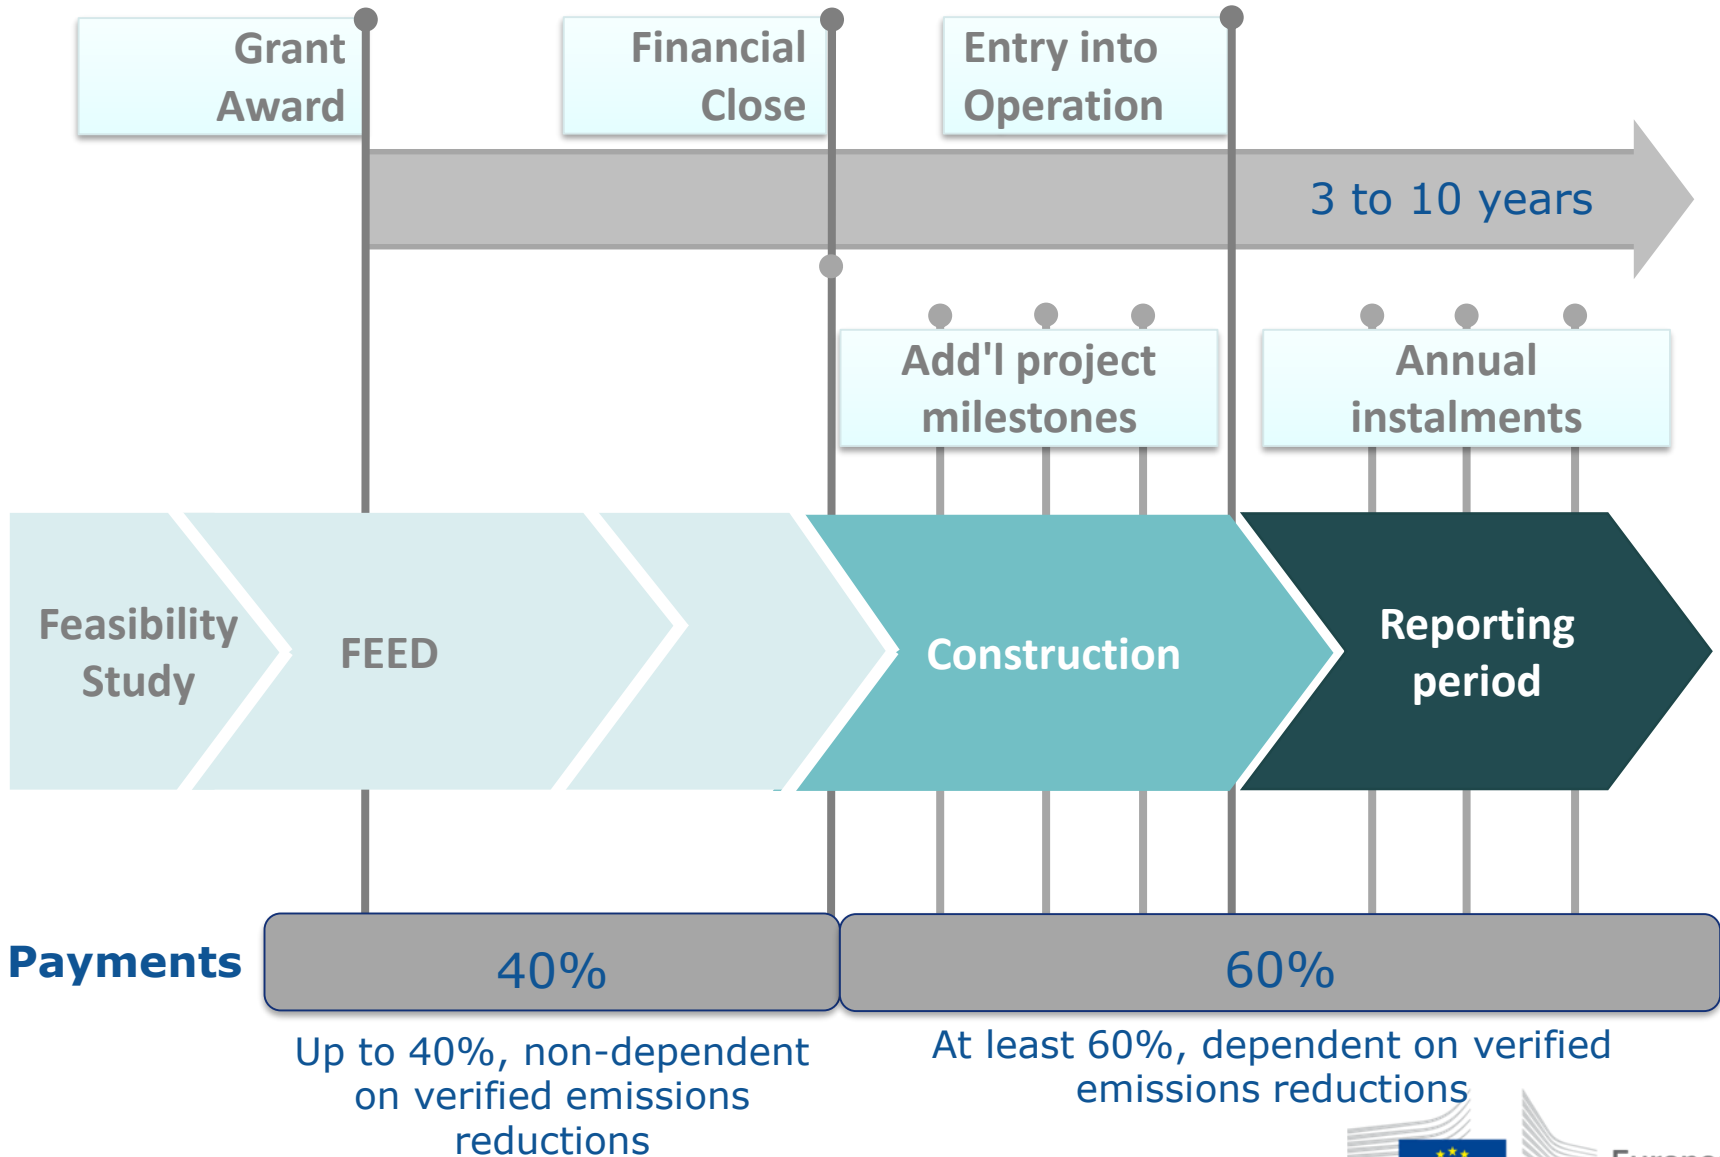 Grant
Award
Financial
Close
Entry into
Operation
3 to 10 years
Add'l project
milestones
Annual
instalments
Feasibility
Study
FEED
Construction
Reporting
period
Payments
40%
60%
Up to 40%, non-dependent
on verified emissions
reductions
At least 60%, dependent on verified
emissions reductions